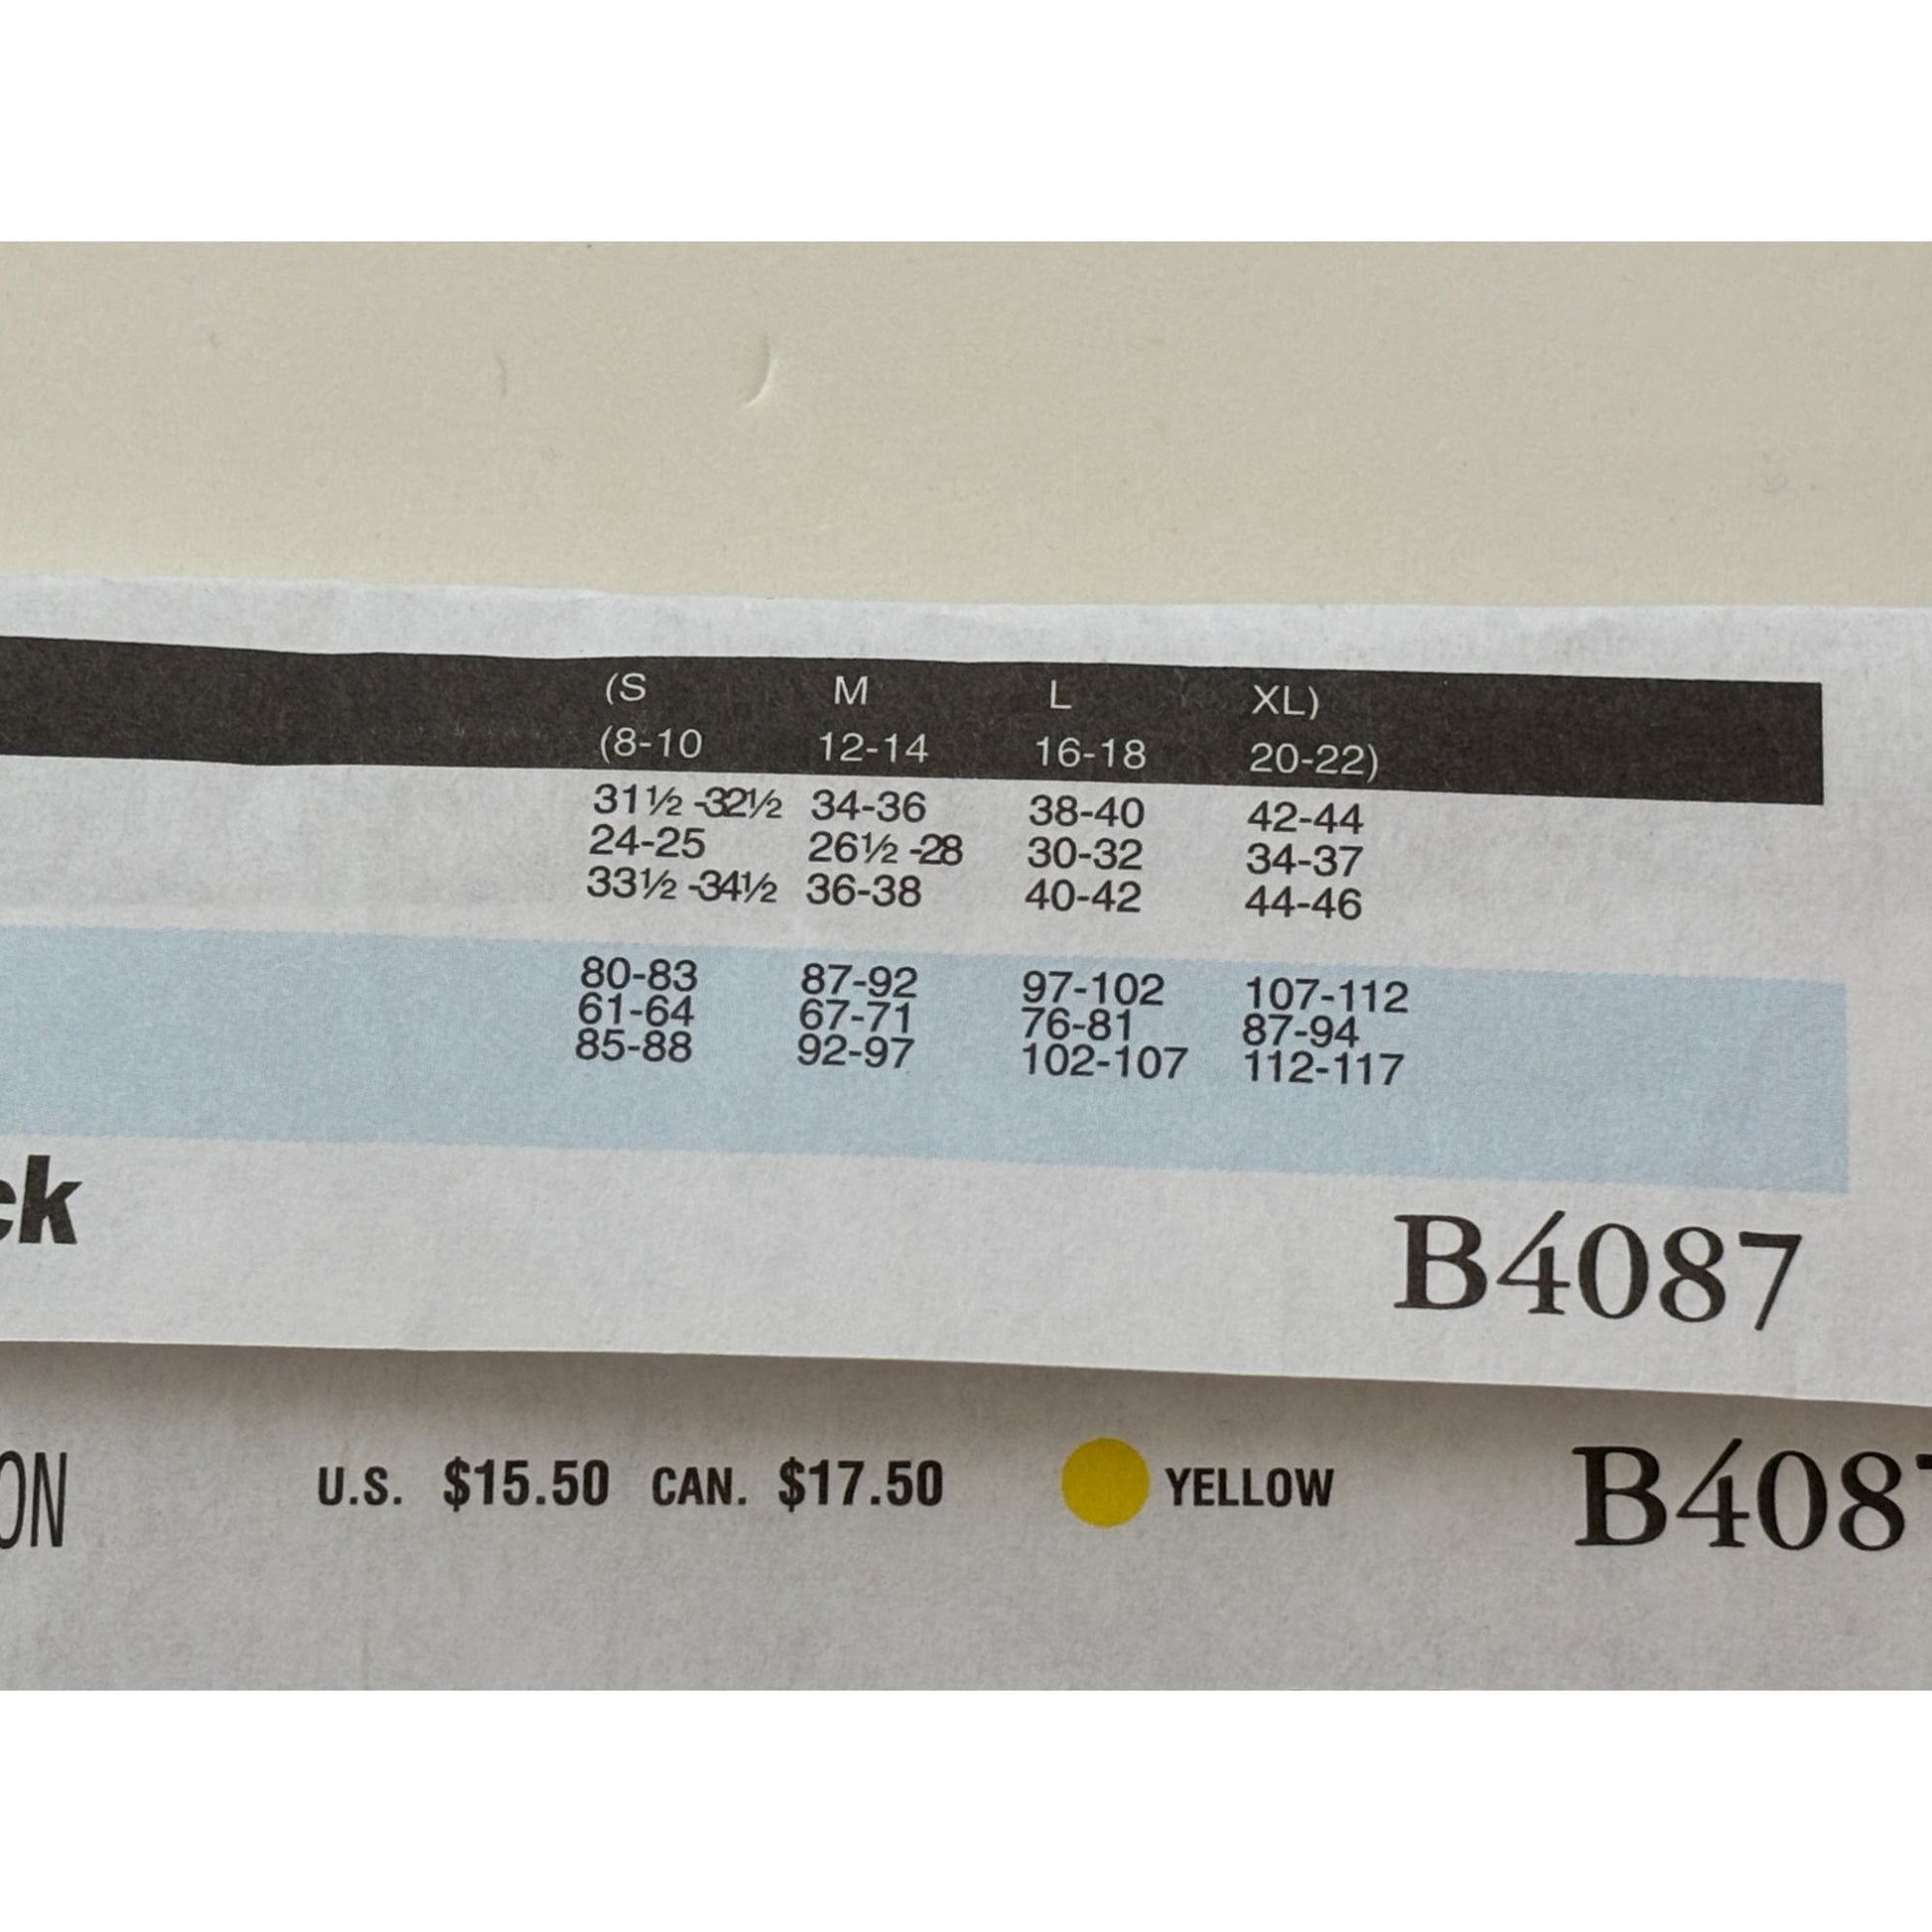 (S M L XL)
(8-10 12-14 16-18 20-22)
31½ -32½ 34-36 38-40 42-44
24-25 26½ -28 30-32 34-37
33½ -34½ 36-38 40-42 44-46
80-83 87-92 97-102 107-112
61-64 67-71 76-81 87-94
85-88 92-97 102-107 112-117
ck
B4087
ON U.S. $15.50 CAN. $17.50 YELLOW B408